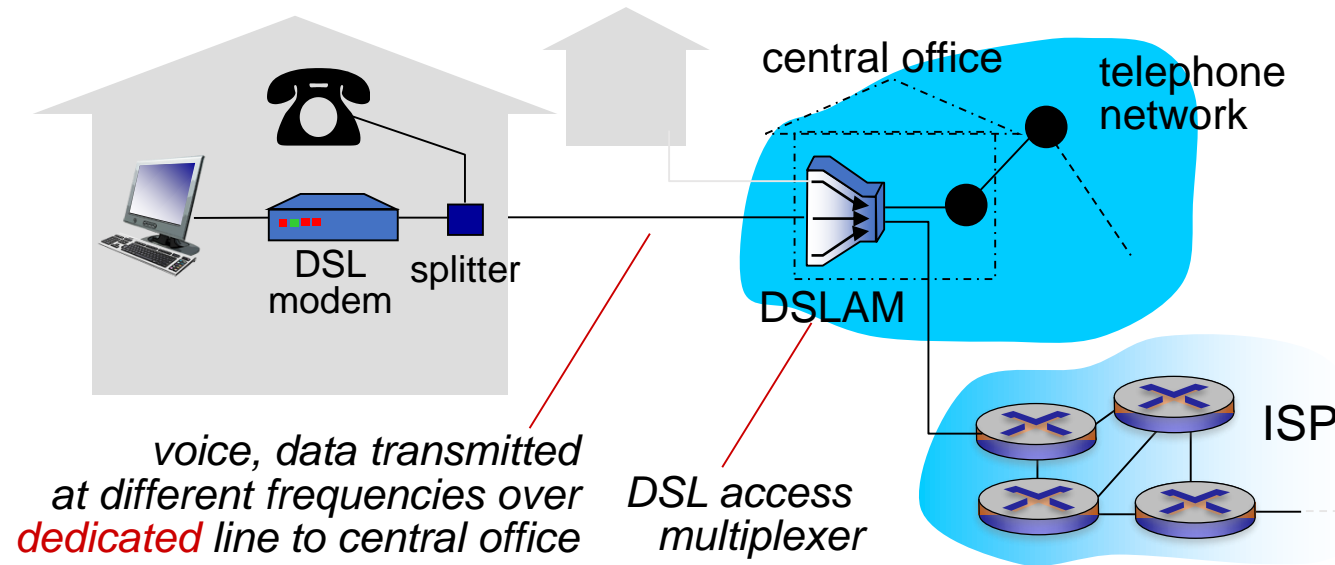 central office
telephone
network
DSL
modem
splitter
DSLAM
ISP
voice, data transmitted
at different frequencies over
dedicated line to central office
DSL access
multiplexer